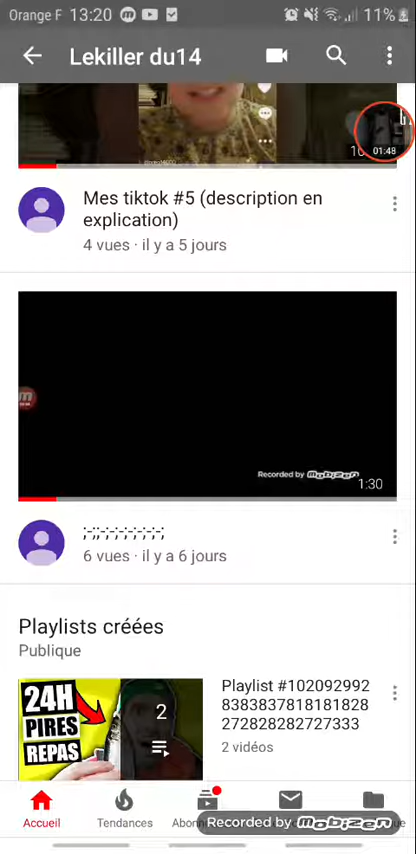 Orange F 13:20 11%
Lekiller du14
01:48
Mes tiktok #5 (description en
explication)
4 vues · il y a 5 jours
Recorded by mobizen
1:30
;-;;-;-;-;-;-;-;-;
6 vues · il y a 6 jours
Playlists créées
Publique
24H
PIRES
REPAS
2
Playlist #102092992
8383837818181828
272828282727333
2 vidéos
Accueil
Tendances
Recorded by mobizen